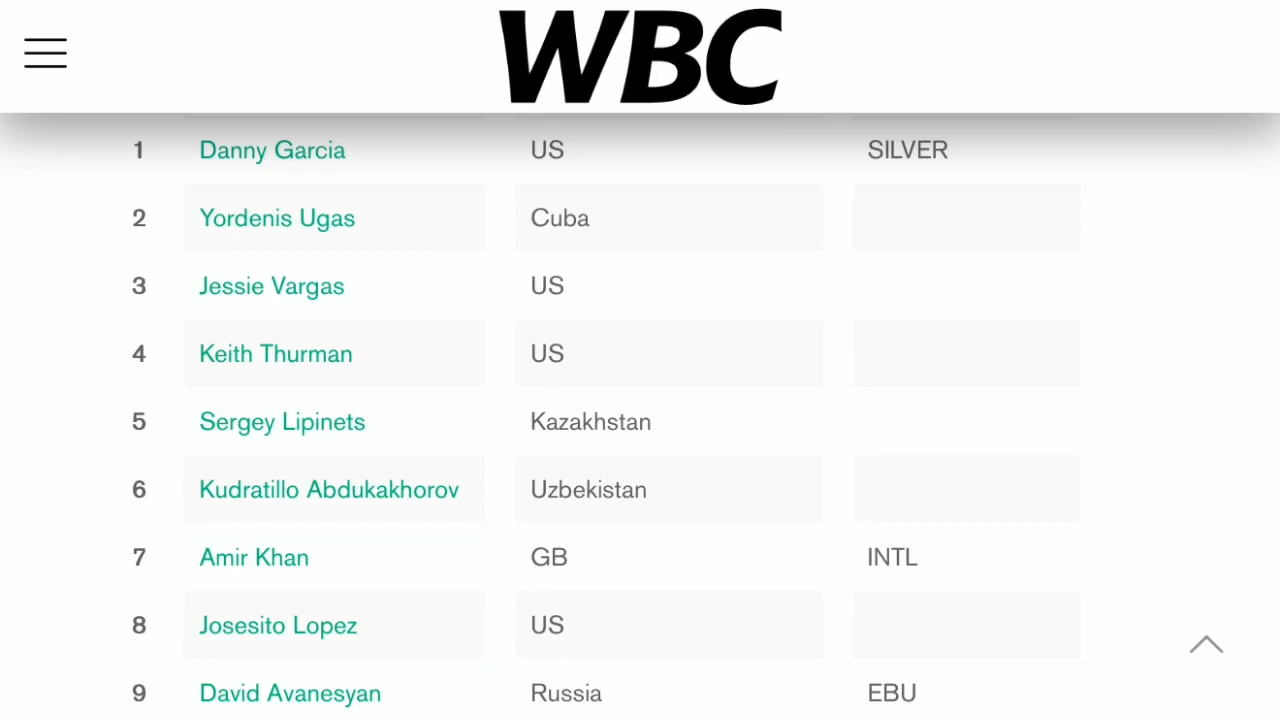 WBC
1 Danny Garcia US SILVER
2 Yordenis Ugas Cuba
3 Jessie Vargas US
4 Keith Thurman US
5 Sergey Lipinets Kazakhstan
6 Kudratillo Abdukakhorov Uzbekistan
7 Amir Khan GB INTL
8 Josesito Lopez US
9 David Avanesyan Russia EBU